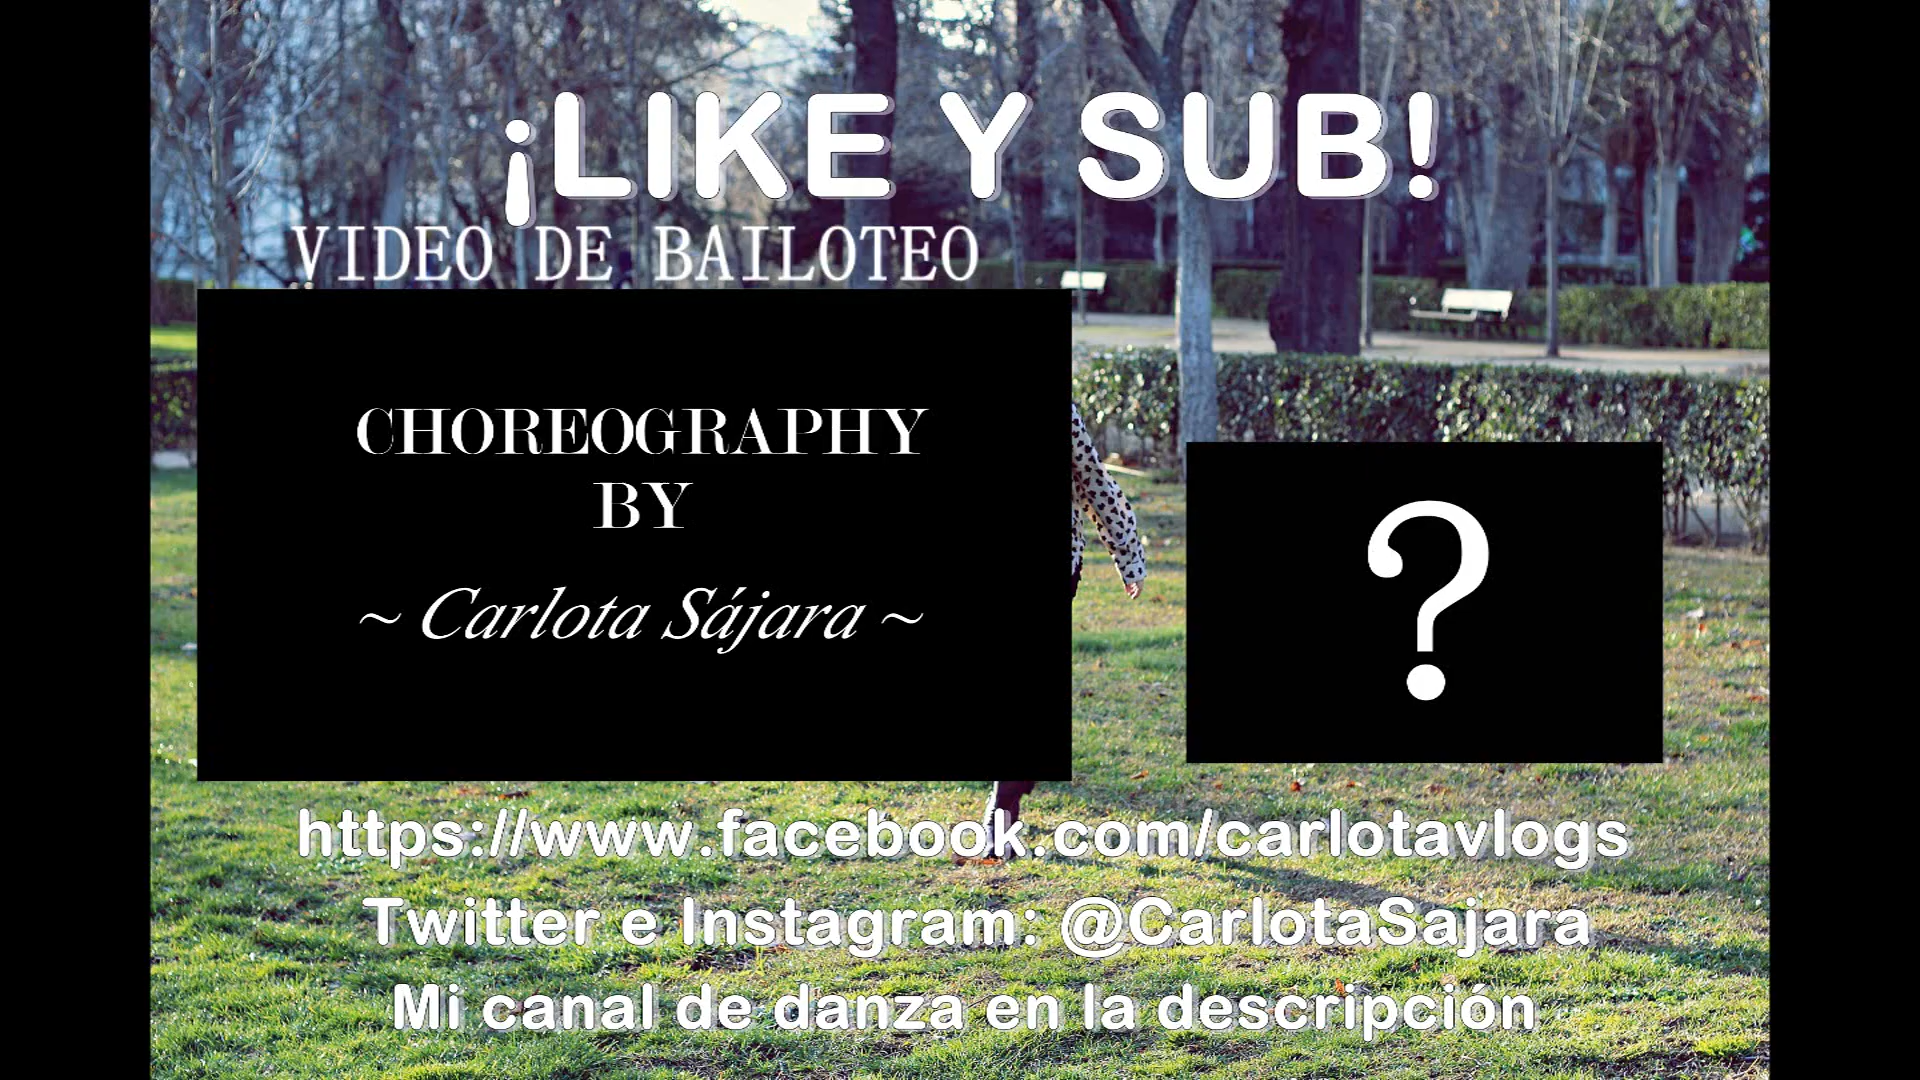 ¡LIKE Y SUB!
VIDEO DE BAILOTEO
CHOREOGRAPHY
BY
~ Carlota Sájara ~
?
https://www.facebook.com/carlotavlogs
Twitter e Instagram: @CarlotaSajara
Mi canal de danza en la descripción